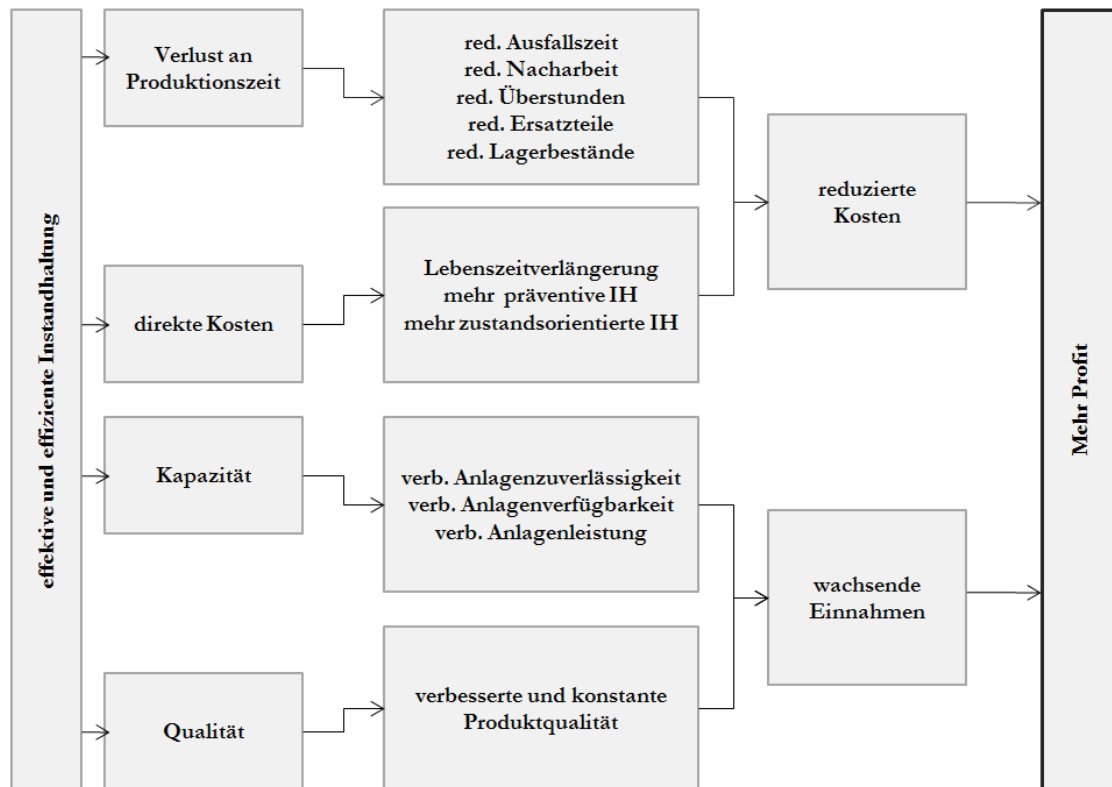 effektive und effiziente Instandhaltung
Verlust an
Produktionszeit
red. Ausfallszeit
red. Nacharbeit
red. Überstunden
red. Ersatzteile
red. Lagerbestände
reduzierte
Kosten
direkte Kosten
Lebenszeitverlängerung
mehr präventive IH
mehr zustandsorientierte IH
Kapazität
verb. Anlagenzuverlässigkeit
verb. Anlagenverfügbarkeit
verb. Anlagenleistung
wachsende
Einnahmen
Qualität
verbesserte und konstante
Produktqualität
Mehr Profit